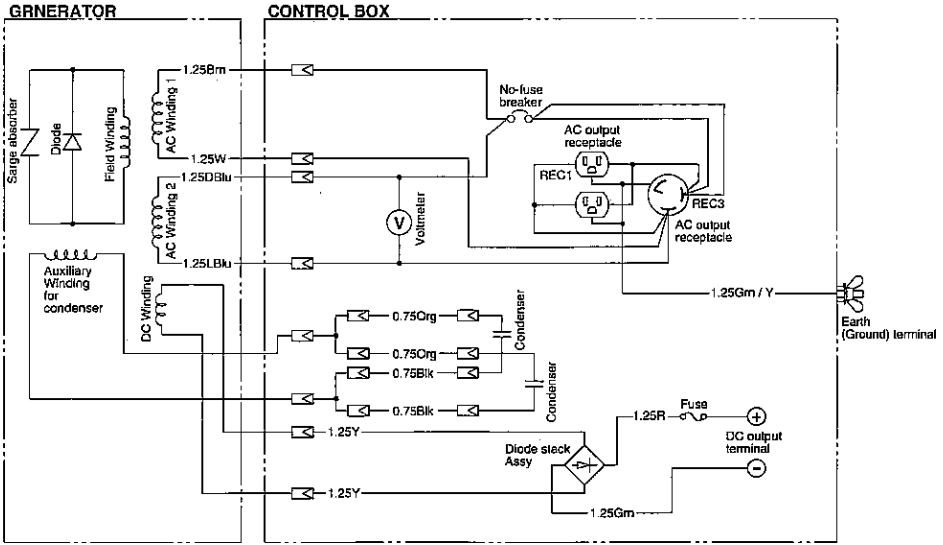 GRNERATOR
CONTROL BOX
Sarge absorber
Diode
Field Winding
AC Winding 1
1.25Brn
1.25W
AC Winding 2
1.25DBlu
1.25LBlu
No-fuse
breaker
AC output
receptacle
REC1
REC3
AC output
receptacle
V
Voltmeter
Auxiliary
Winding
for
condenser
DC Winding
1.25Grn / Y
Earth
(Ground) terminal
0.75Org
Condenser
0.75Org
0.75Blk
Condenser
0.75Blk
1.25Y
1.25Y
Diode stack
Assy
1.25R
Fuse
+
DC output
terminal
−
1.25Grn